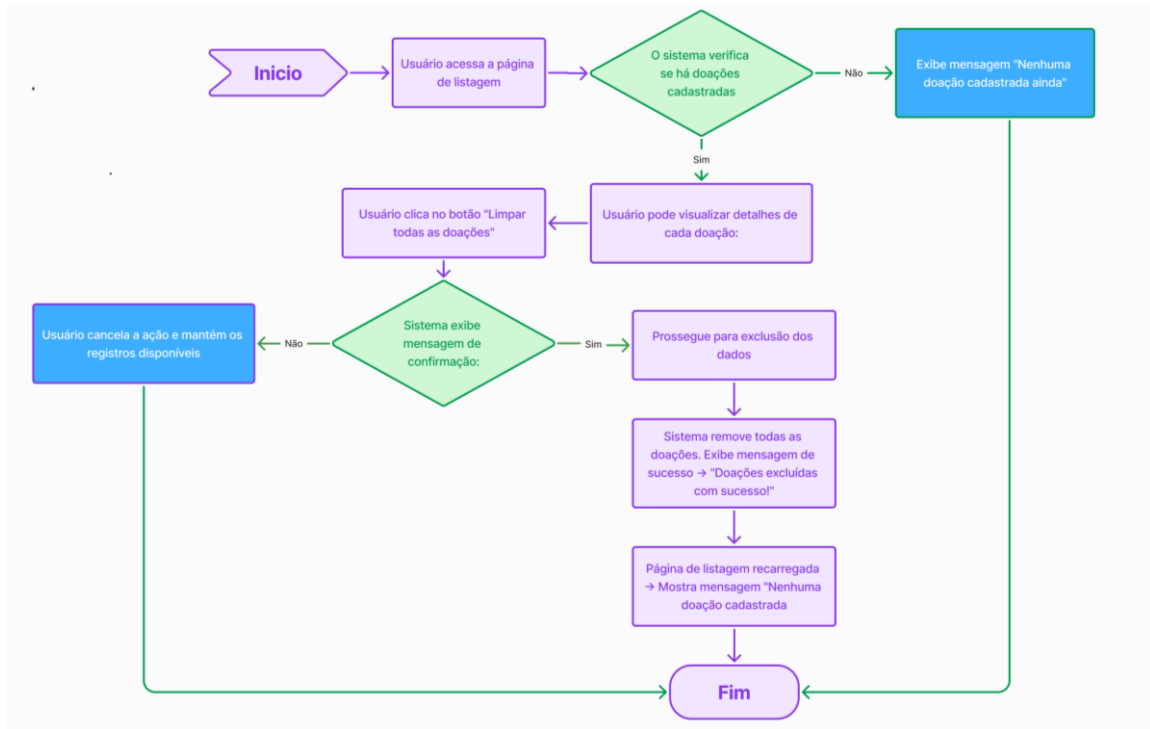 Inicio
Usuário acessa a página
de listagem
O sistema verifica
se há doações
cadastradas
Não
Exibe mensagem "Nenhuma
doação cadastrada ainda"
Sim
Usuário clica no botão "Limpar
todas as doações"
Usuário pode visualizar detalhes de
cada doação:
Usuário cancela a ação e mantém os
registros disponíveis
Não
Sistema exibe
mensagem de
confirmação:
Sim
Prossegue para exclusão dos
dados
Sistema remove todas as
doações. Exibe mensagem de
sucesso → "Doações excluídas
com sucesso!"
Página de listagem recarregada
→ Mostra mensagem "Nenhuma
doação cadastrada
Fim